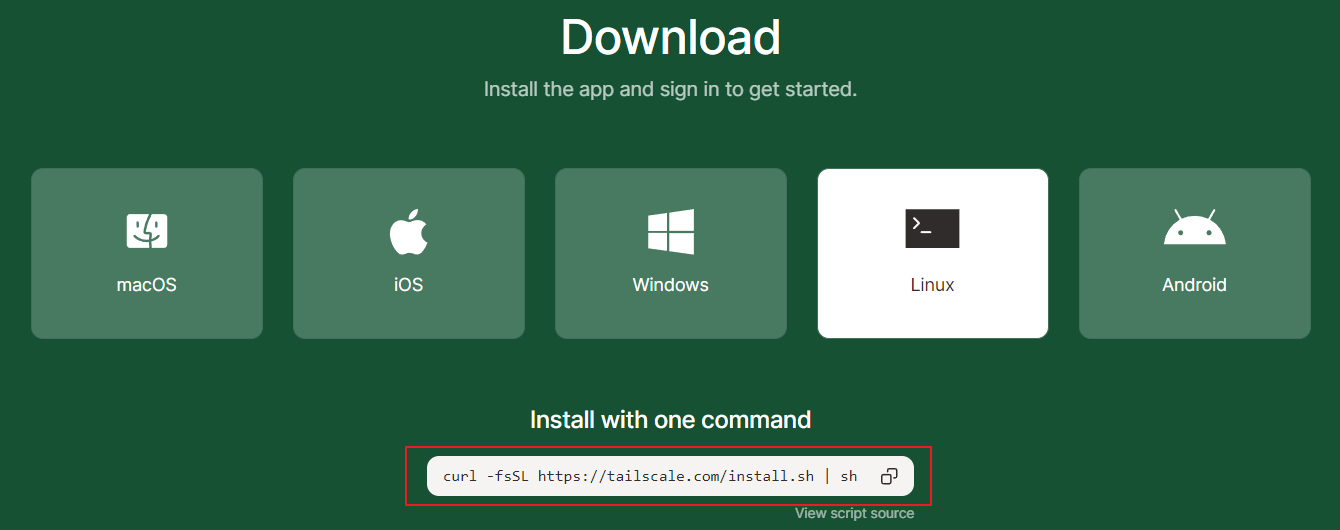 Download
Install the app and sign in to get started.
macOS
iOS
Windows
Linux
Android
Install with one command
curl -fsSL https://tailscale.com/install.sh | sh
View script source